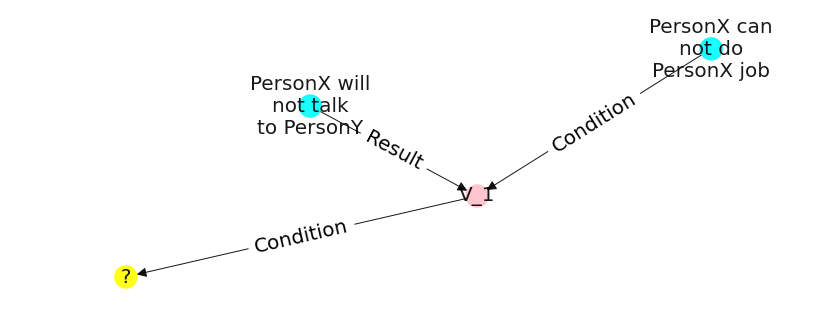 PersonX can
not do
PersonX job
PersonX will
not talk
to PersonY
Result
Condition
V_1
Condition
?